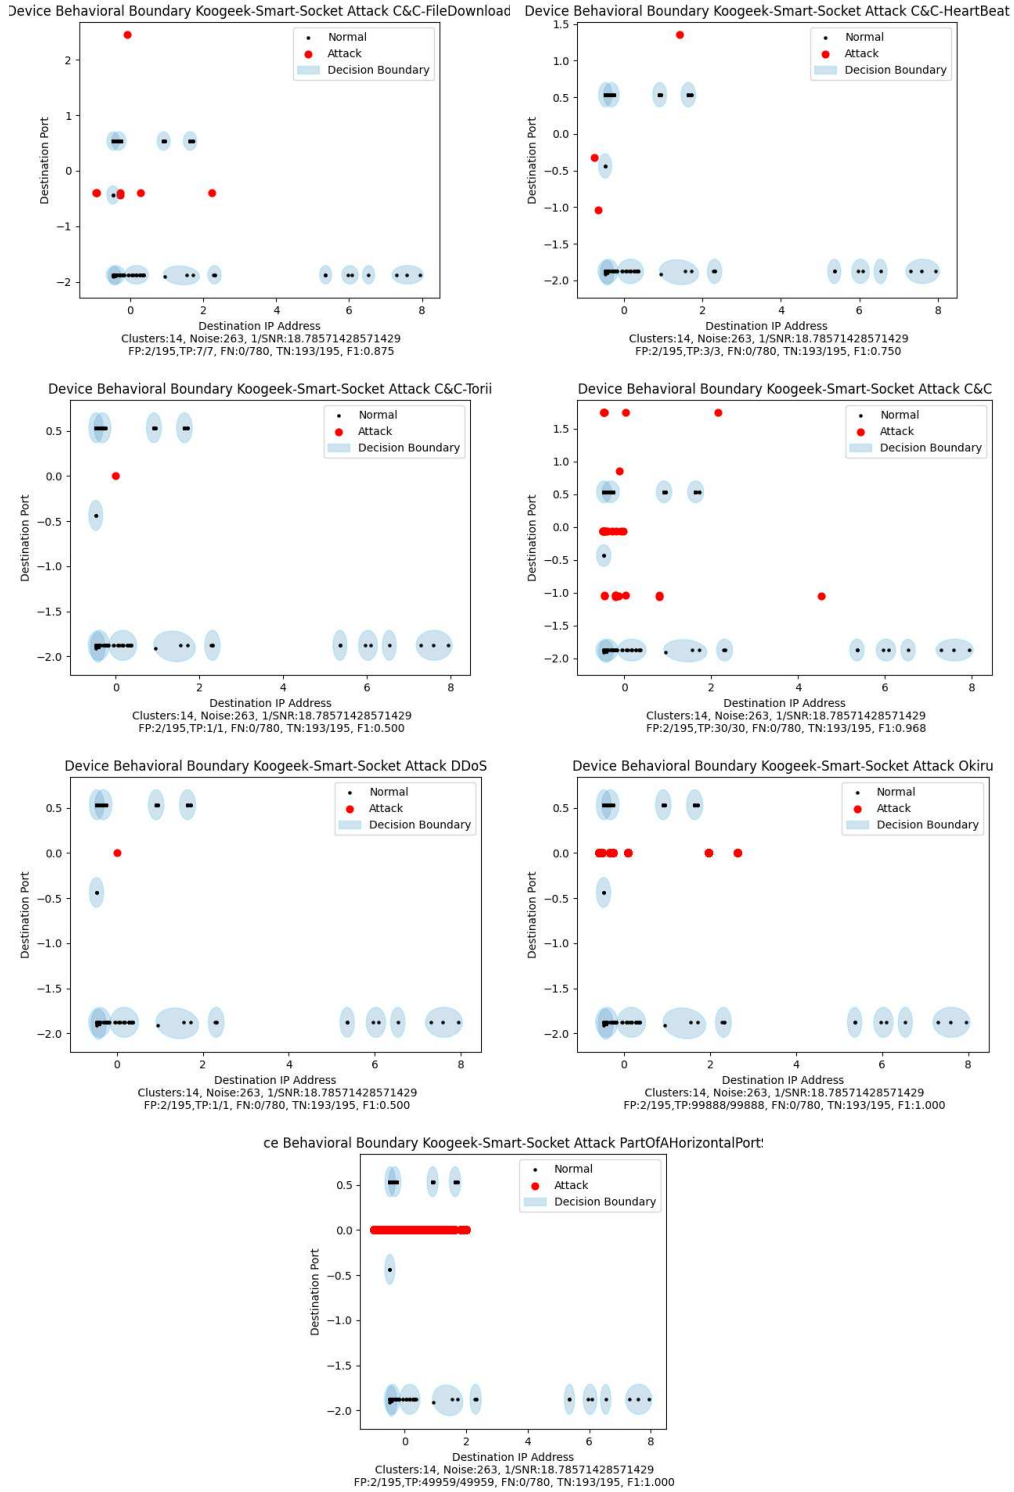 Device Behavioral Boundary Koogeek-Smart-Socket Attack C&C-FileDownload
Normal
Attack
Decision Boundary
Destination Port
2
1
0
−1
−2
0 2 4 6 8
Destination IP Address
Clusters:14, Noise:263, 1/SNR:18.78571428571429
FP:2/195,TP:7/7, FN:0/780, TN:193/195, F1:0.875
Device Behavioral Boundary Koogeek-Smart-Socket Attack C&C-HeartBeat
Normal
Attack
Decision Boundary
Destination Port
1.5
1.0
0.5
0.0
−0.5
−1.0
−1.5
−2.0
0 2 4 6 8
Destination IP Address
Clusters:14, Noise:263, 1/SNR:18.78571428571429
FP:2/195,TP:3/3, FN:0/780, TN:193/195, F1:0.750
Device Behavioral Boundary Koogeek-Smart-Socket Attack C&C-Torii
Normal
Attack
Decision Boundary
Destination Port
0.5
0.0
−0.5
−1.0
−1.5
−2.0
0 2 4 6 8
Destination IP Address
Clusters:14, Noise:263, 1/SNR:18.78571428571429
FP:2/195,TP:1/1, FN:0/780, TN:193/195, F1:0.500
Device Behavioral Boundary Koogeek-Smart-Socket Attack C&C
Normal
Attack
Decision Boundary
Destination Port
1.5
1.0
0.5
0.0
−0.5
−1.0
−1.5
−2.0
0 2 4 6 8
Destination IP Address
Clusters:14, Noise:263, 1/SNR:18.78571428571429
FP:2/195,TP:30/30, FN:0/780, TN:193/195, F1:0.968
Device Behavioral Boundary Koogeek-Smart-Socket Attack DDoS
Normal
Attack
Decision Boundary
Destination Port
0.5
0.0
−0.5
−1.0
−1.5
−2.0
0 2 4 6 8
Destination IP Address
Clusters:14, Noise:263, 1/SNR:18.78571428571429
FP:2/195,TP:1/1, FN:0/780, TN:193/195, F1:0.500
Device Behavioral Boundary Koogeek-Smart-Socket Attack Okiru
Normal
Attack
Decision Boundary
Destination Port
0.5
0.0
−0.5
−1.0
−1.5
−2.0
0 2 4 6 8
Destination IP Address
Clusters:14, Noise:263, 1/SNR:18.78571428571429
FP:2/195,TP:99888/99888, FN:0/780, TN:193/195, F1:1.000
ce Behavioral Boundary Koogeek-Smart-Socket Attack PartOfAHorizontalPort
Normal
Attack
Decision Boundary
Destination Port
0.5
0.0
−0.5
−1.0
−1.5
−2.0
0 2 4 6 8
Destination IP Address
Clusters:14, Noise:263, 1/SNR:18.78571428571429
FP:2/195,TP:49959/49959, FN:0/780, TN:193/195, F1:1.000